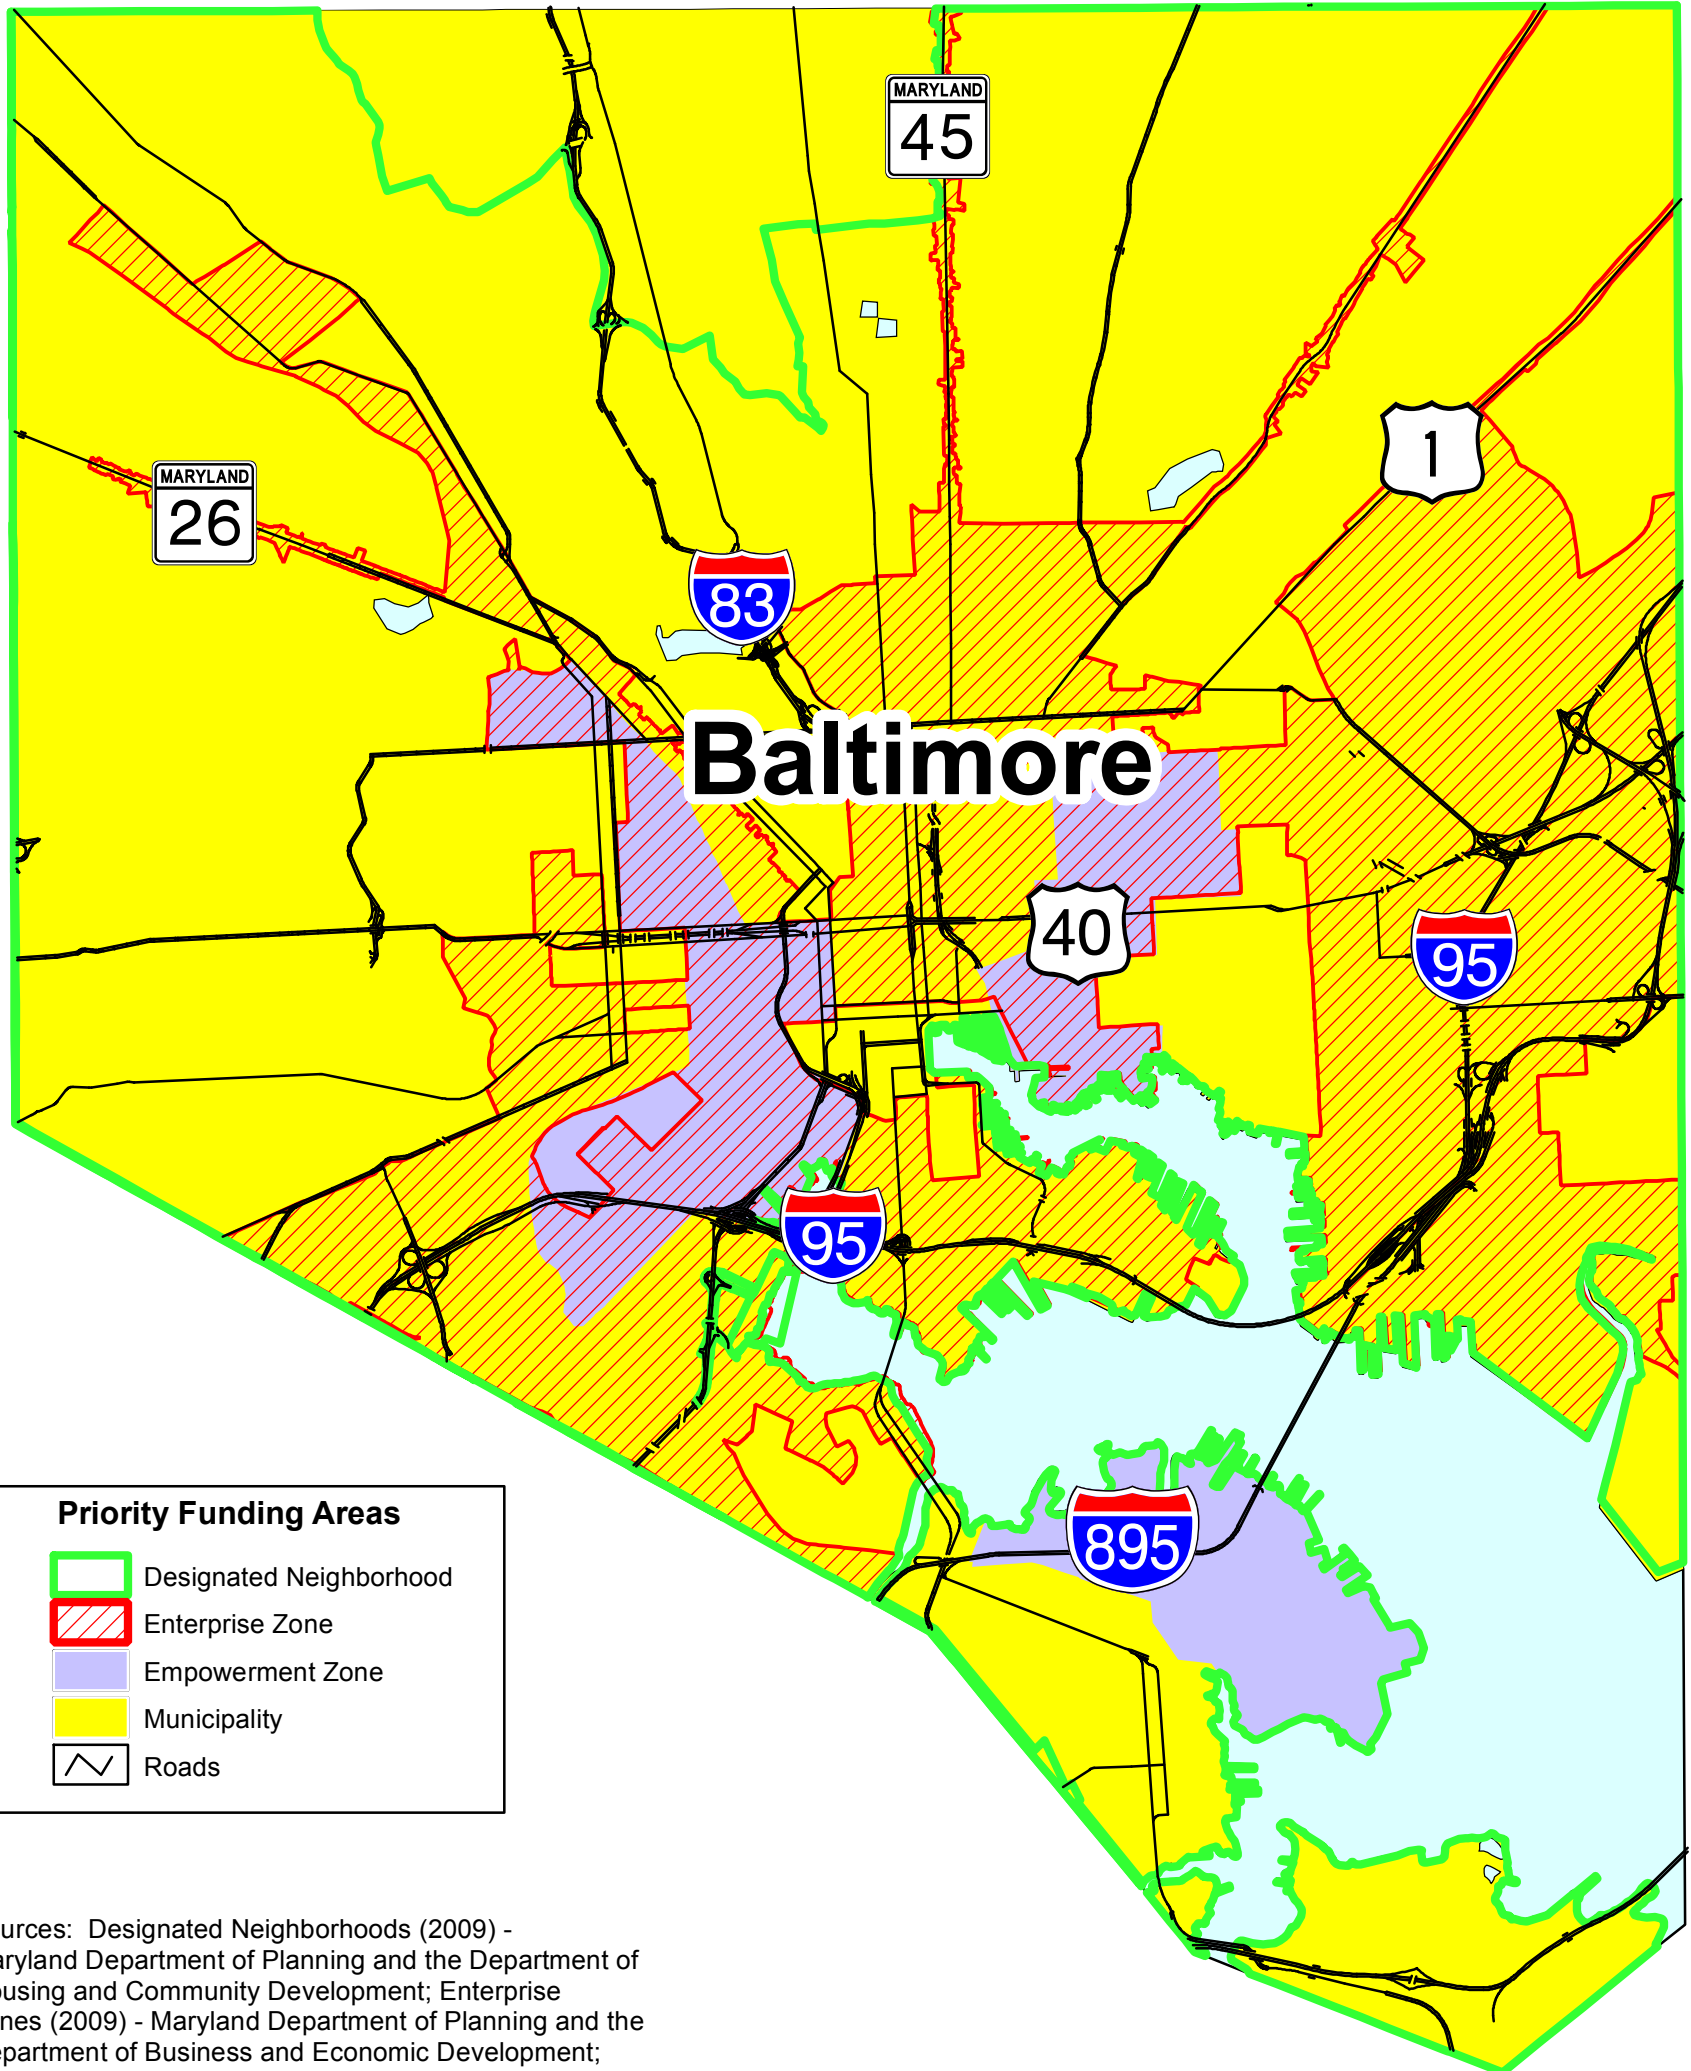 MARYLAND
45
1
MARYLAND
26
83
Baltimore
40
95
95
895
Priority Funding Areas
Designated Neighborhood
Enterprise Zone
Empowerment Zone
Municipality
Roads
urces: Designated Neighborhoods (2009) -
aryland Department of Planning and the Department of
ousing and Community Development; Enterprise
nes (2009) - Maryland Department of Planning and the
epartment of Business and Economic Development;